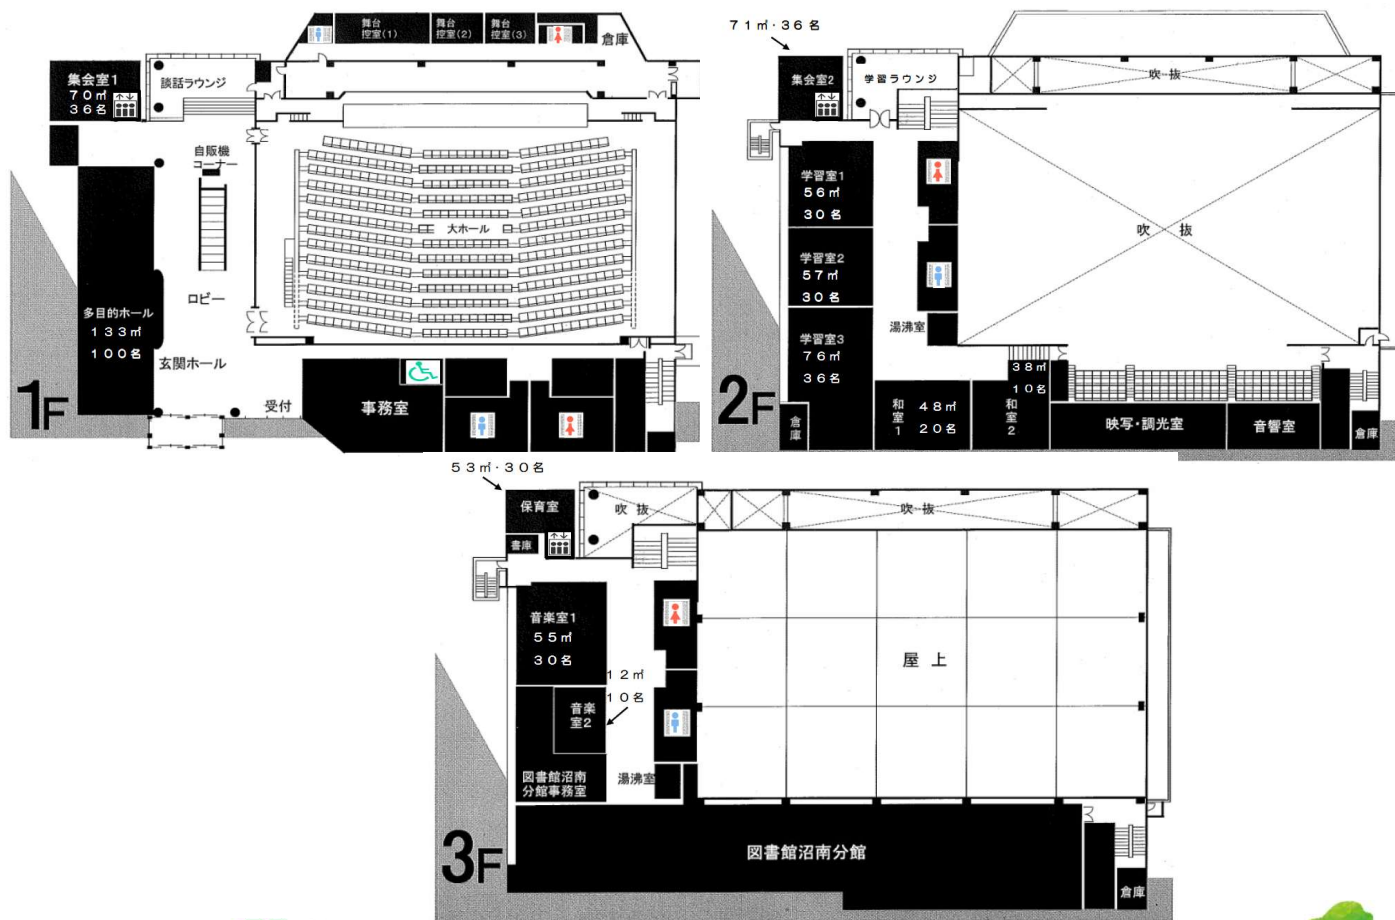 舞台
控室(1)
舞台
控室(2)
舞台
控室(3)
倉庫
集会室1
70㎡
36名
談話ラウンジ
自販機
コーナー
大ホール
ロビー
多目的ホール
133㎡
100名
玄関ホール
受付
事務室
1F
71㎡・36名
集会室2
学習ラウンジ
吹抜
学習室1
56㎡
30名
学習室2
57㎡
30名
吹抜
湯沸室
学習室3
76㎡
36名
38㎡
10名
和室1
48㎡
20名
和室2
倉庫
映写・調光室
音響室
倉庫
2F
53㎡・30名
保育室
吹抜
吹抜
書庫
音楽室1
55㎡
30名
12㎡
10名
音楽
室2
屋上
図書館沼南
分館事務室
湯沸室
図書館沼南分館
倉庫
3F